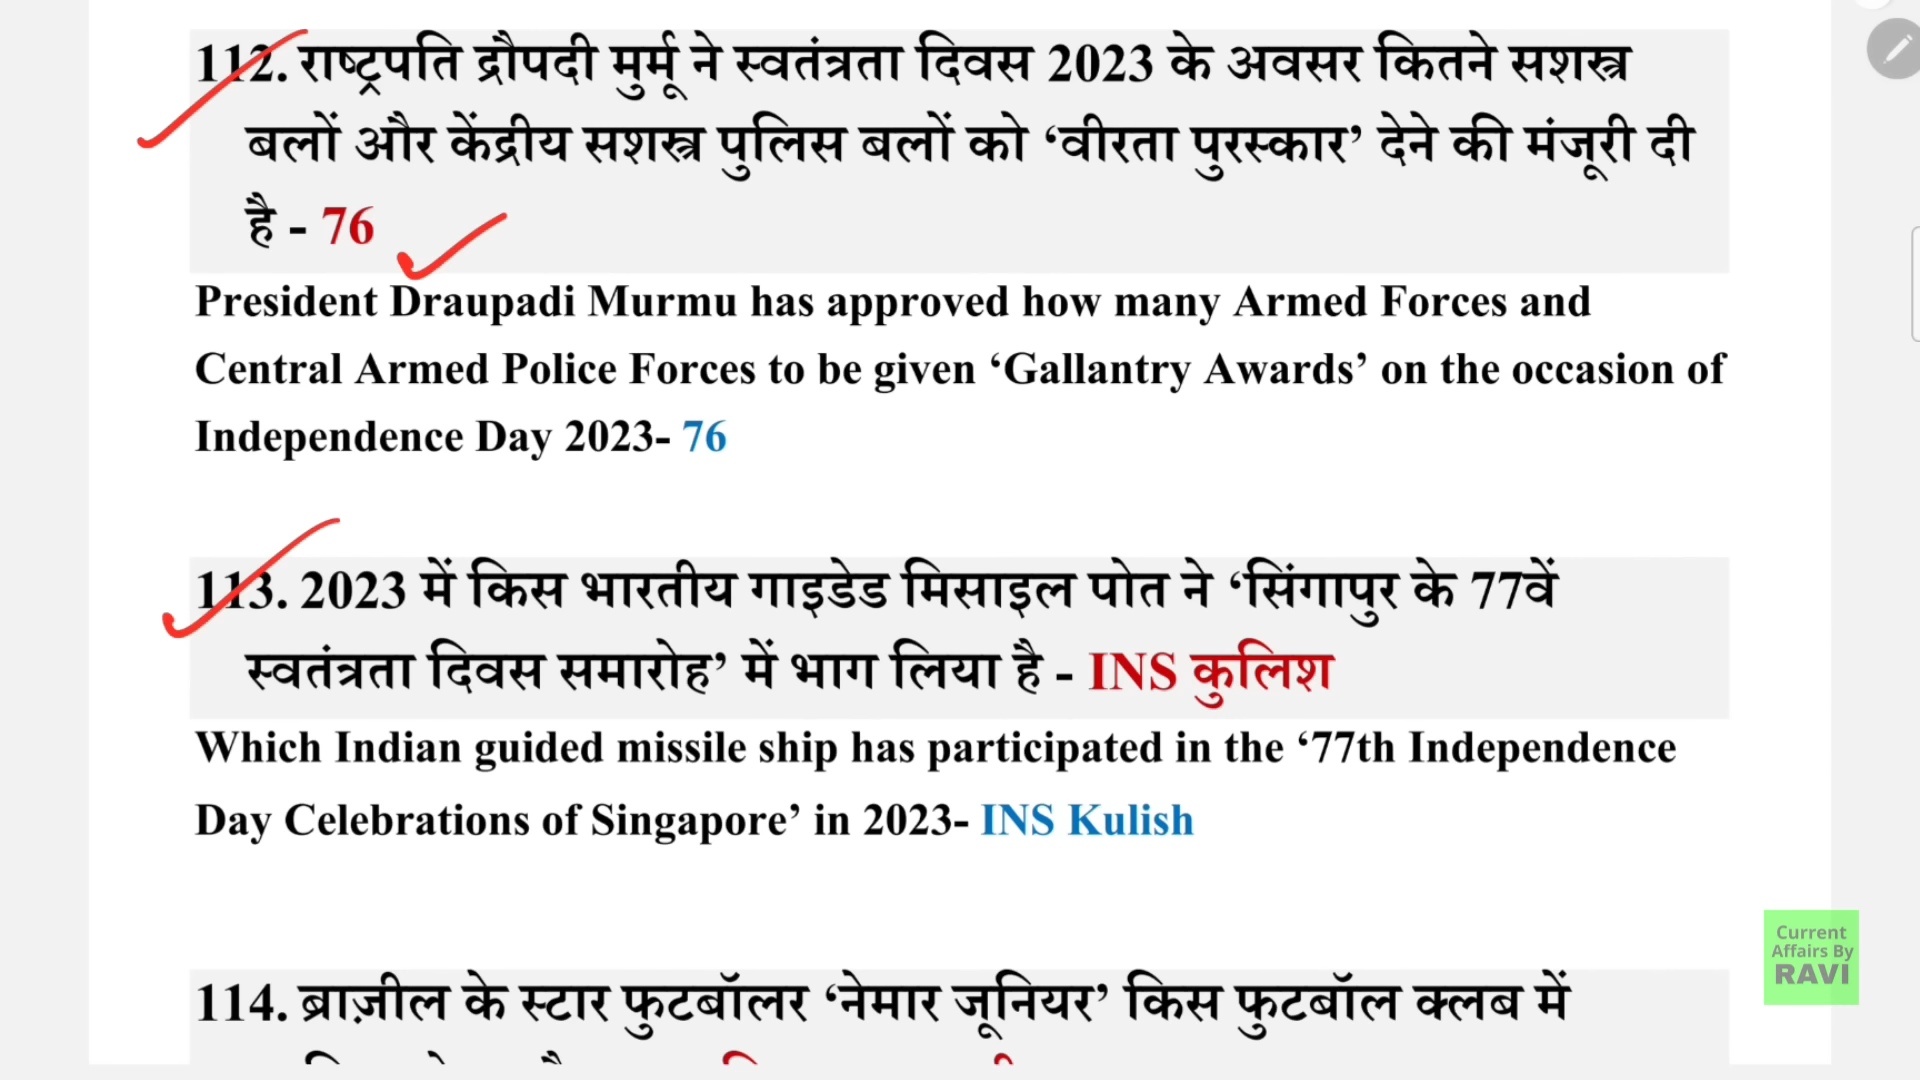 112. राष्ट्रपति द्रौपदी मुर्मू ने स्वतंत्रता दिवस 2023 के अवसर कितने सशस्त्र
बलों और केंद्रीय सशस्त्र पुलिस बलों को ‘वीरता पुरस्कार’ देने की मंजूरी दी
है - 76
President Draupadi Murmu has approved how many Armed Forces and
Central Armed Police Forces to be given ‘Gallantry Awards’ on the occasion of
Independence Day 2023- 76
113. 2023 में किस भारतीय गाइडेड मिसाइल पोत ने ‘सिंगापुर के 77वें
स्वतंत्रता दिवस समारोह’ में भाग लिया है - INS कुलिश
Which Indian guided missile ship has participated in the ‘77th Independence
Day Celebrations of Singapore’ in 2023- INS Kulish
114. ब्राज़ील के स्टार फुटबॉलर ‘नेमार जूनियर’ किस फुटबॉल क्लब में
Current
Affairs By
RAVI